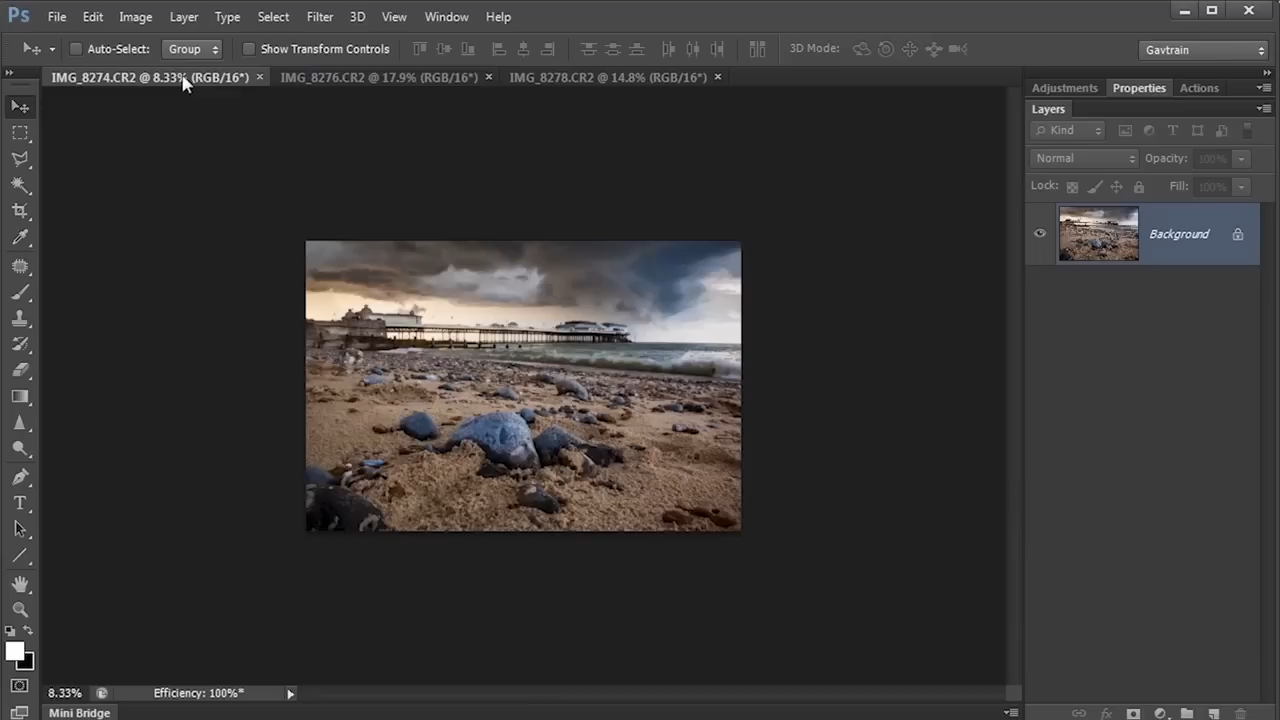 Ps File Edit Image Layer Type Select Filter 3D View Window Help
Auto-Select: Group Show Transform Controls 3D Mode: Gavtrain
IMG_8274.CR2 @ 8.33% (RGB/16*) × IMG_8276.CR2 @ 17.9% (RGB/16*) × IMG_8278.CR2 @ 14.8% (RGB/16*) ×
Adjustments Properties Actions
Layers
Kind
Normal Opacity: 100%
Lock: Fill: 100%
Background
8.33% Efficiency: 100%*
Mini Bridge